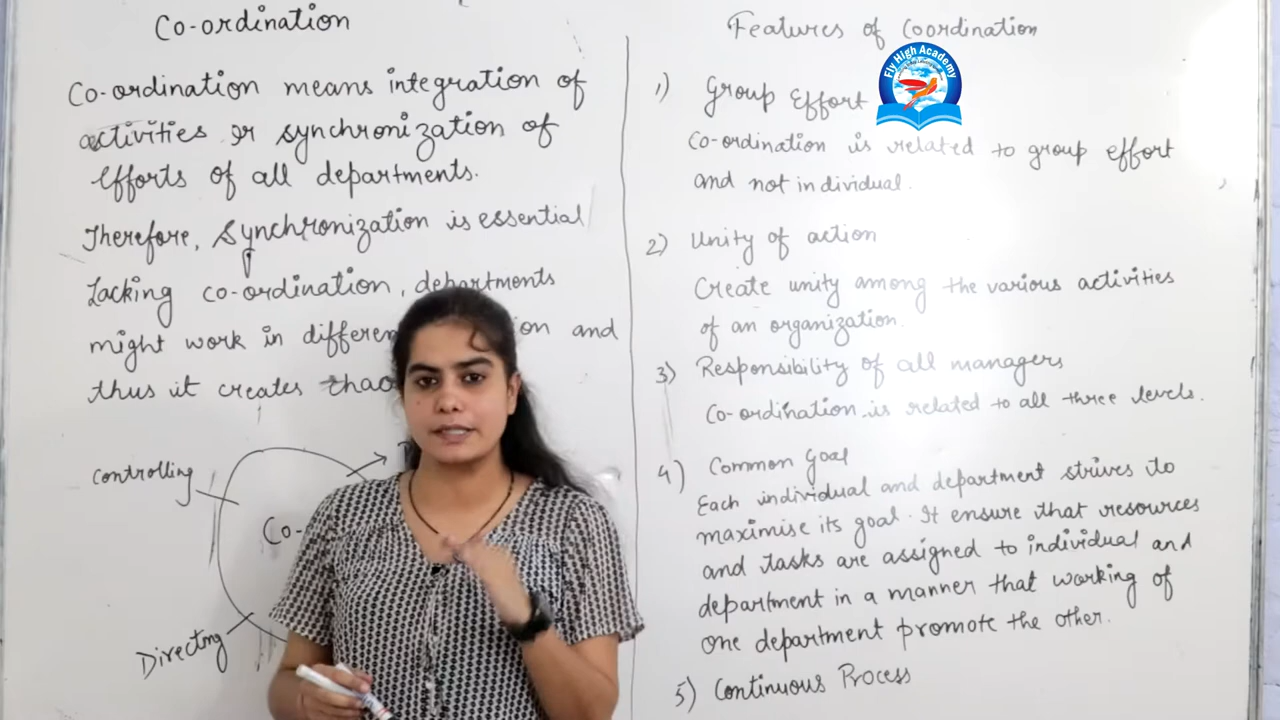 Co-ordination
Co-ordination means integration of
activities or synchronization of
efforts of all departments.
Therefore, Synchronization is essential
Lacking co-ordination, departments
might work in and
thus it creates
controlling
Co-
Directing
Features of Coordination
Fly High Academy
1) Group Effort
Co-ordination is related to group effort
and not in dividual.
2) Unity of action
Create unity among the various activities
of an organization.
3) Responsibility of all managers
Co-ordination is related to all three levels.
4) Common Goal
Each individual and department strives to
maximise its goal. It ensure that resources
and tasks are assigned to individual and
department in a manner that working of
one department promote the other.
5) Continuous Process